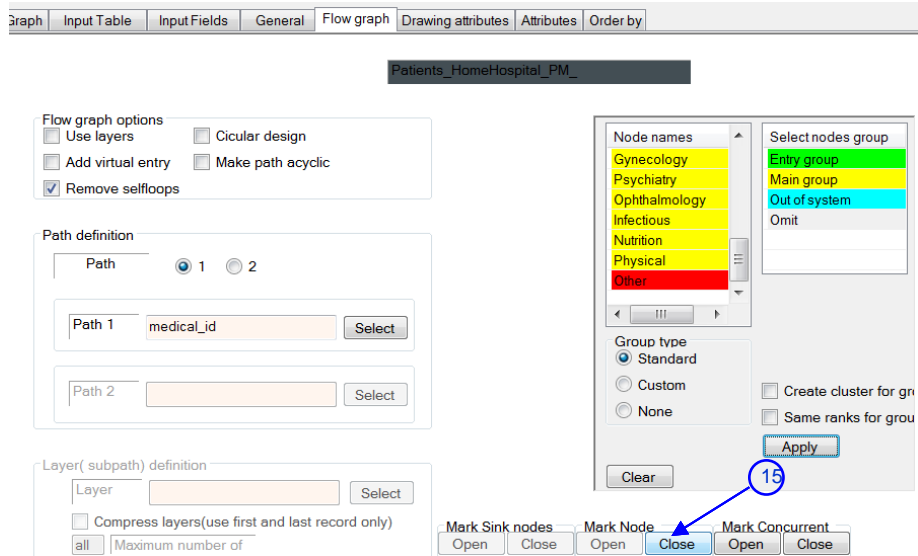 Graph Input Table Input Fields General Flow graph Drawing attributes Attributes Order by
Patients_HomeHospital_PM_
Flow graph options
Use layers Cicular design
Add virtual entry Make path acyclic
Remove selfloops
Path definition
Path 1 2
Path 1 medical_id Select
Path 2 Select
Layer( subpath) definition
Layer Select
Compress layers(use first and last record only)
all Maximum number of
Node names
Gynecology
Psychiatry
Ophthalmology
Infectious
Nutrition
Physical
Other
Select nodes group
Entry group
Main group
Out of system
Omit
Group type
Standard
Custom
None
Create cluster for gr
Same ranks for grou
Apply
Clear
15
Mark Sink nodes Mark Node Mark Concurrent
Open Close Open Close Open Close